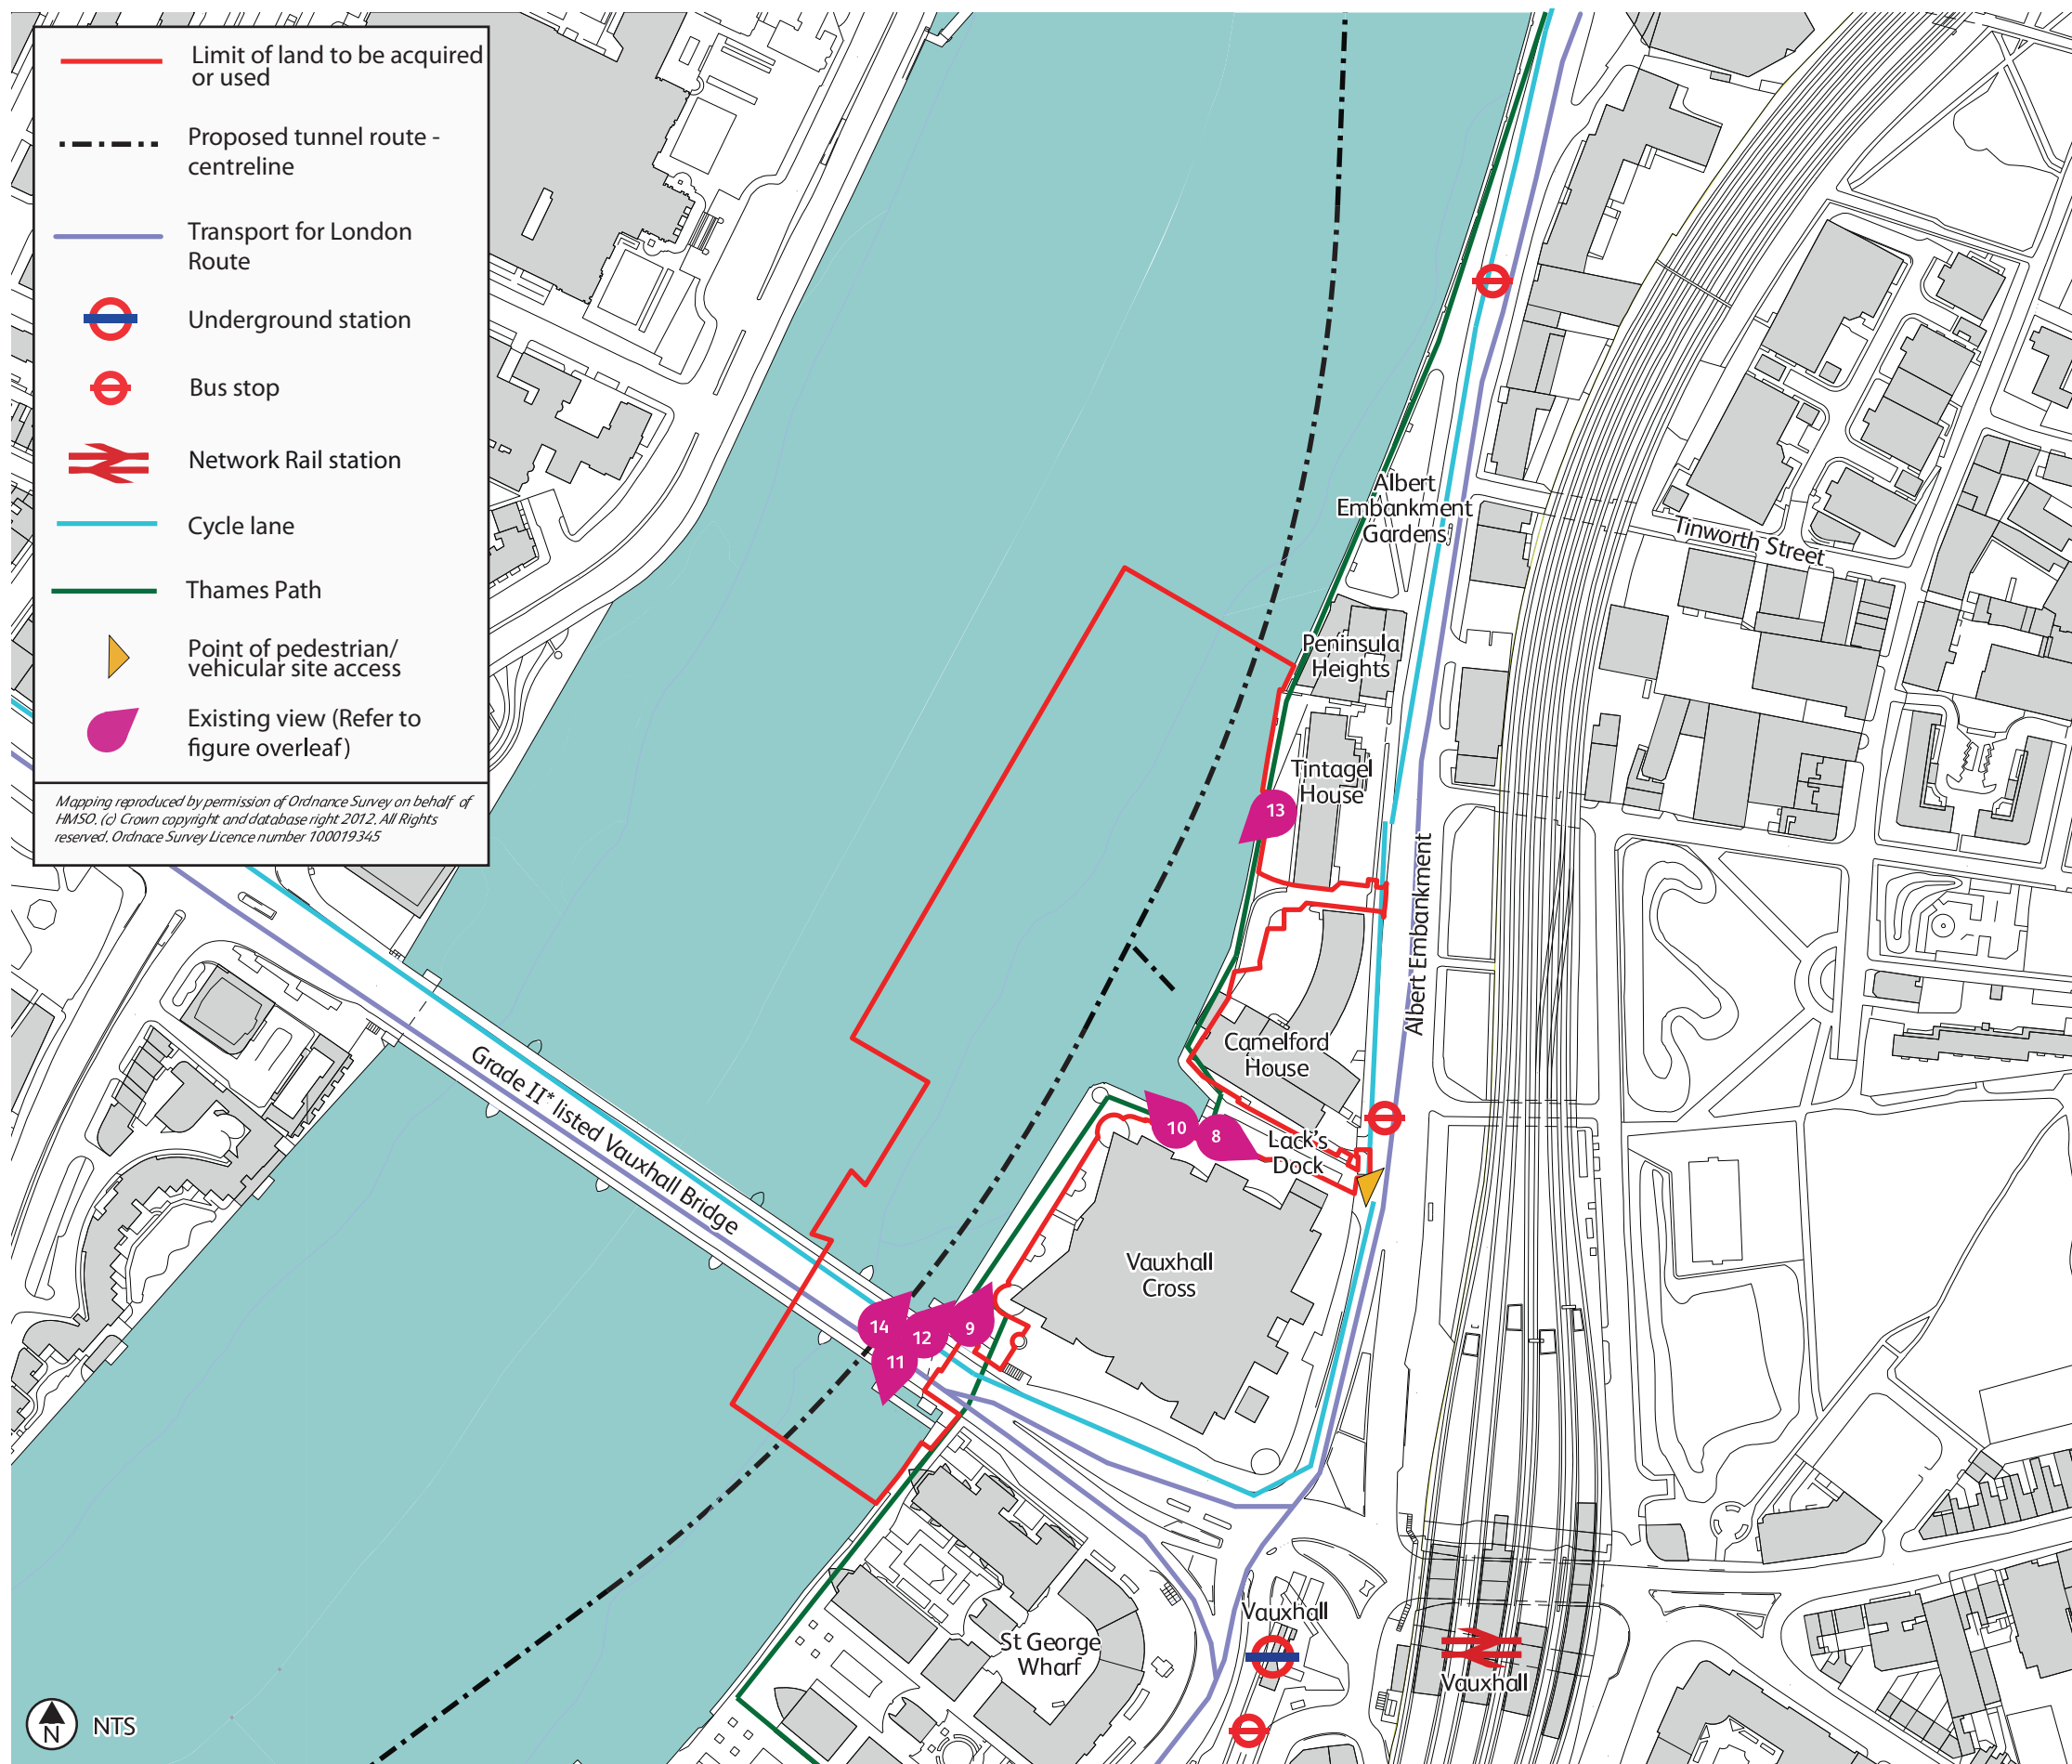 Limit of land to be acquired
or used
Proposed tunnel route -
centreline
Transport for London
Route
Underground station
Bus stop
Network Rail station
Cycle lane
Thames Path
Point of pedestrian/
vehicular site access
Existing view (Refer to
figure overleaf)
Mapping reproduced by permission of Ordnance Survey on behalf of
HMSO. (c) Crown copyright and database right 2012. All Rights
reserved. Ordnace Survey Licence number 100019345
Albert
Embankment
Gardens
Tinworth Street
Peninsula
Heights
Tintagel
House
13
Albert Embankment
Camelford
House
Grade II* listed Vauxhall Bridge
10
8
Lack's
Dock
Vauxhall
Cross
14
12
9
11
Vauxhall
St George
Wharf
Vauxhall
N
NTS